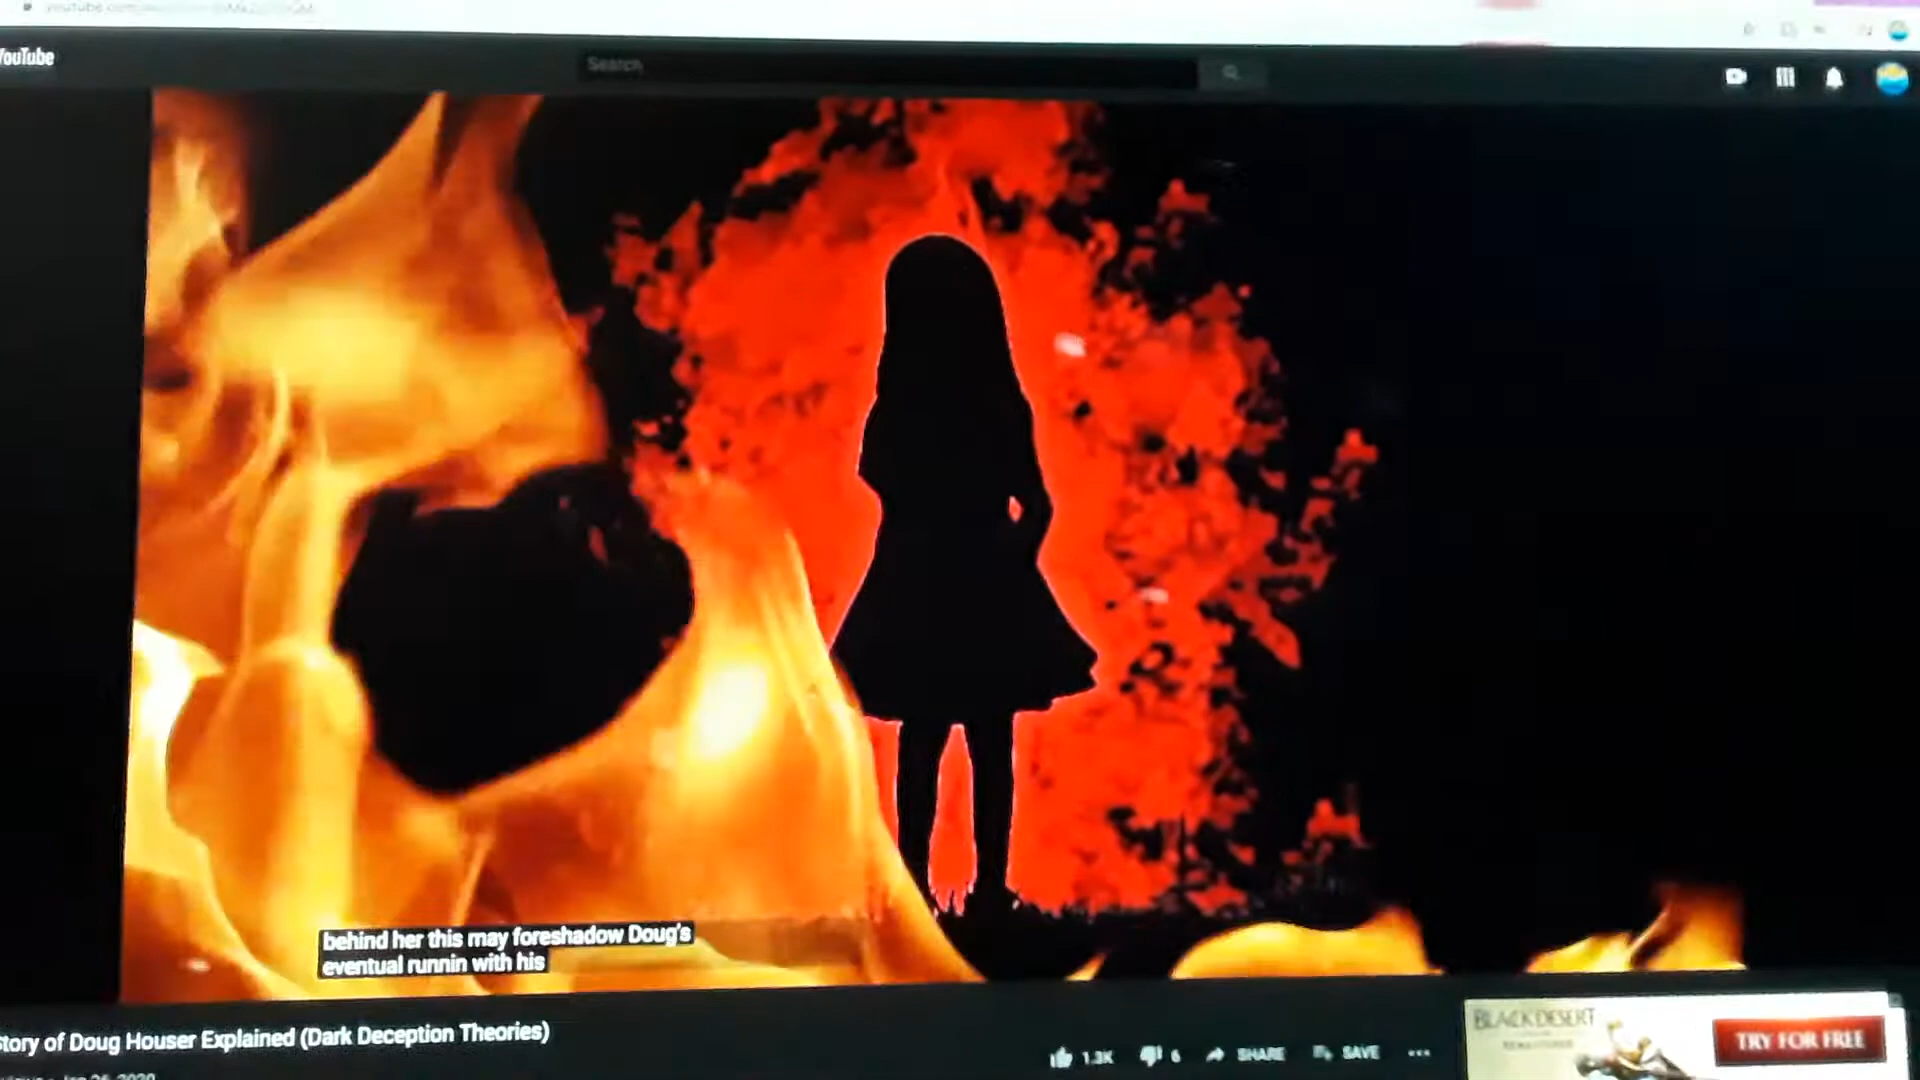 YouTube
Search
behind her this may foreshadow Doug's
eventual runnin with his
Story of Doug Houser Explained (Dark Deception Theories)
1.3K
6
SHARE
SAVE
BLACK DESERT
TRY FOR FREE